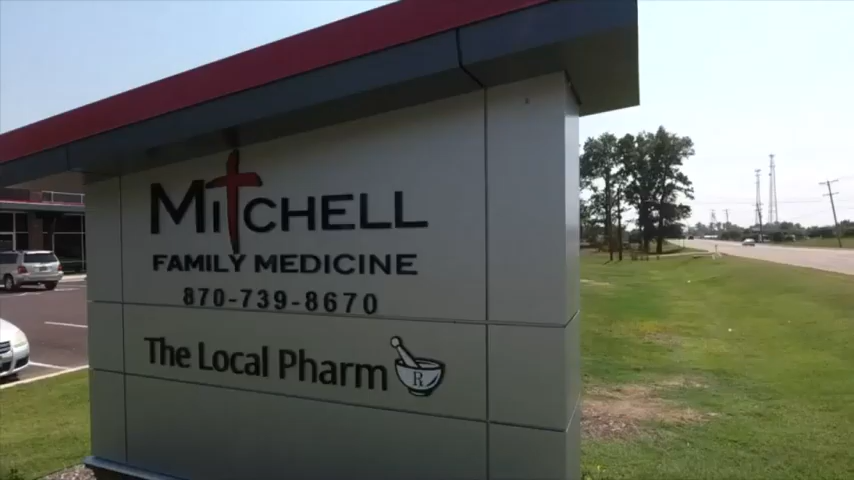 MiTCHELL
FAMILY MEDICINE
870-739-8670
The Local Pharm
R